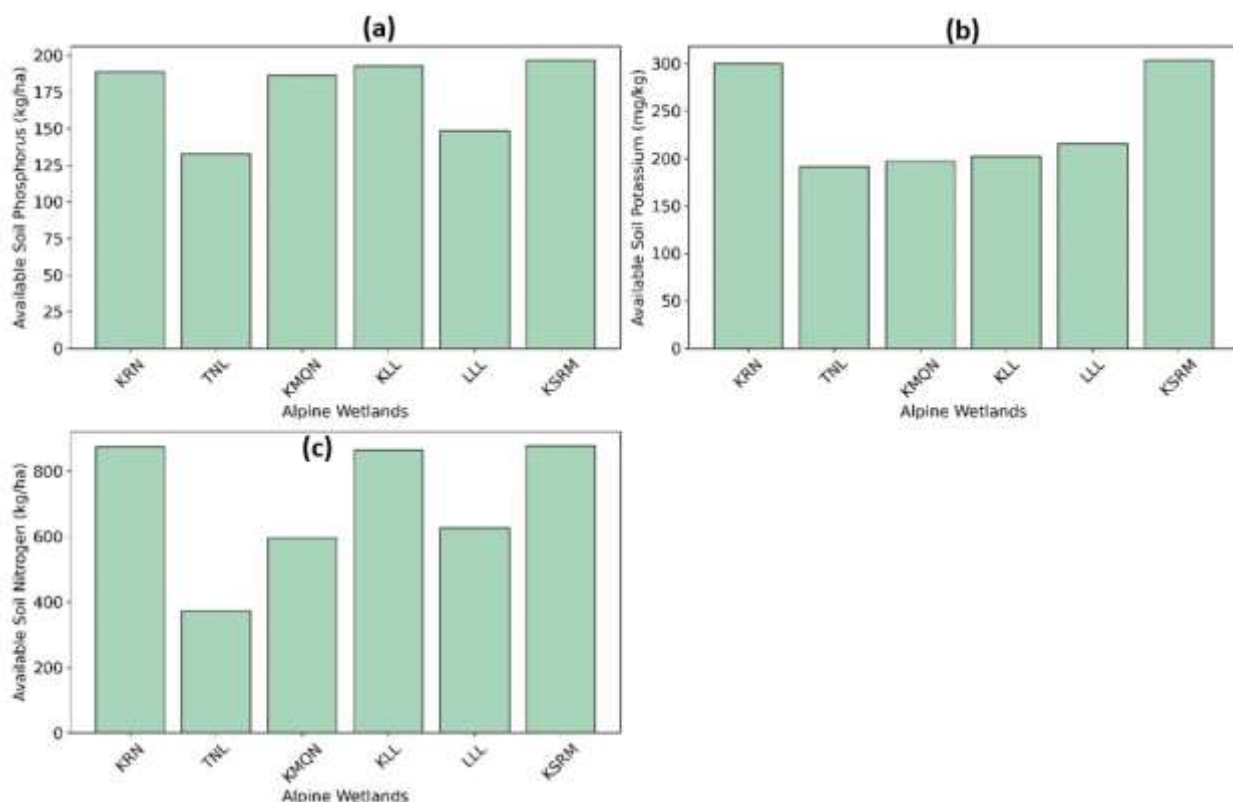 (a)
Available Soil Phosphorus (kg/ha)
200
175
150
125
100
75
50
25
0
KRN
TNL
KMQN
KLL
LLL
KSRM
Alpine Wetlands
(b)
Available Soil Potassium (mg/kg)
300
250
200
150
100
50
0
KRN
TNL
KMQN
KLL
LLL
KSRM
Alpine Wetlands
(c)
Available Soil Nitrogen (kg/ha)
800
600
400
200
0
KRN
TNL
KMQN
KLL
LLL
KSRM
Alpine Wetlands